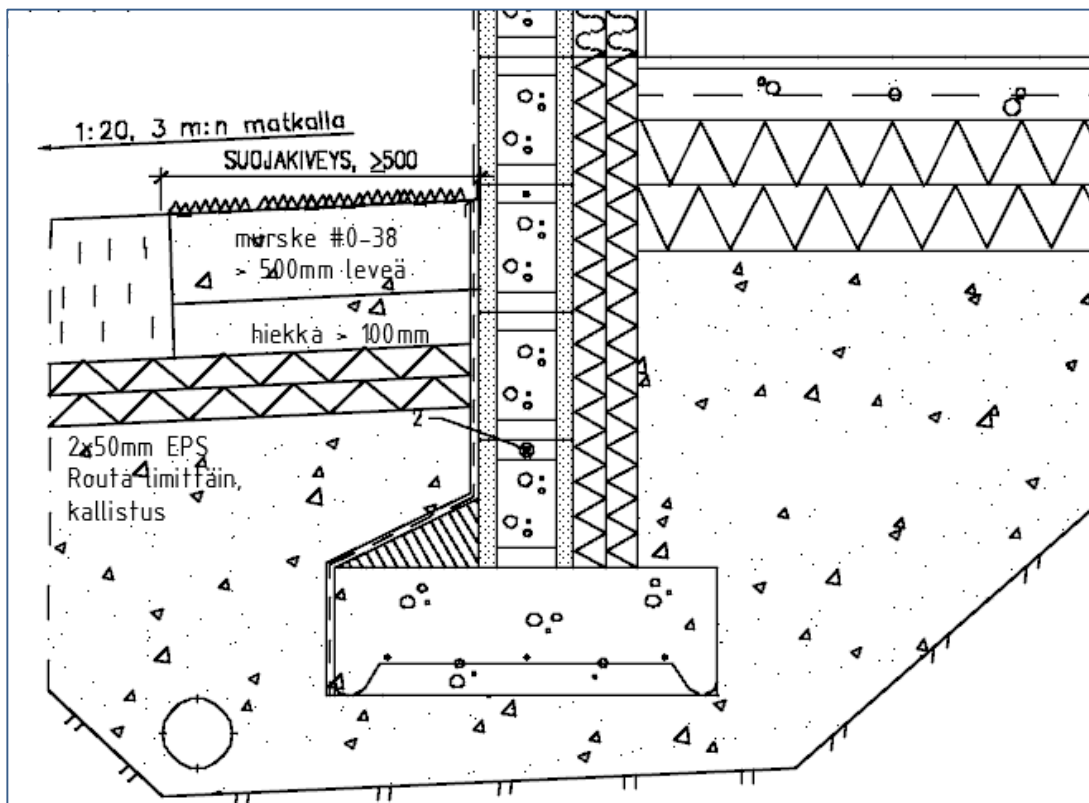 1:20, 3 m:n matkalla
SUOJAKIVEYS, ≥500
murske #0-38
> 500mm leveä
hiekka > 100mm
2
2x50mm EPS
Routa limittäin,
kallistus